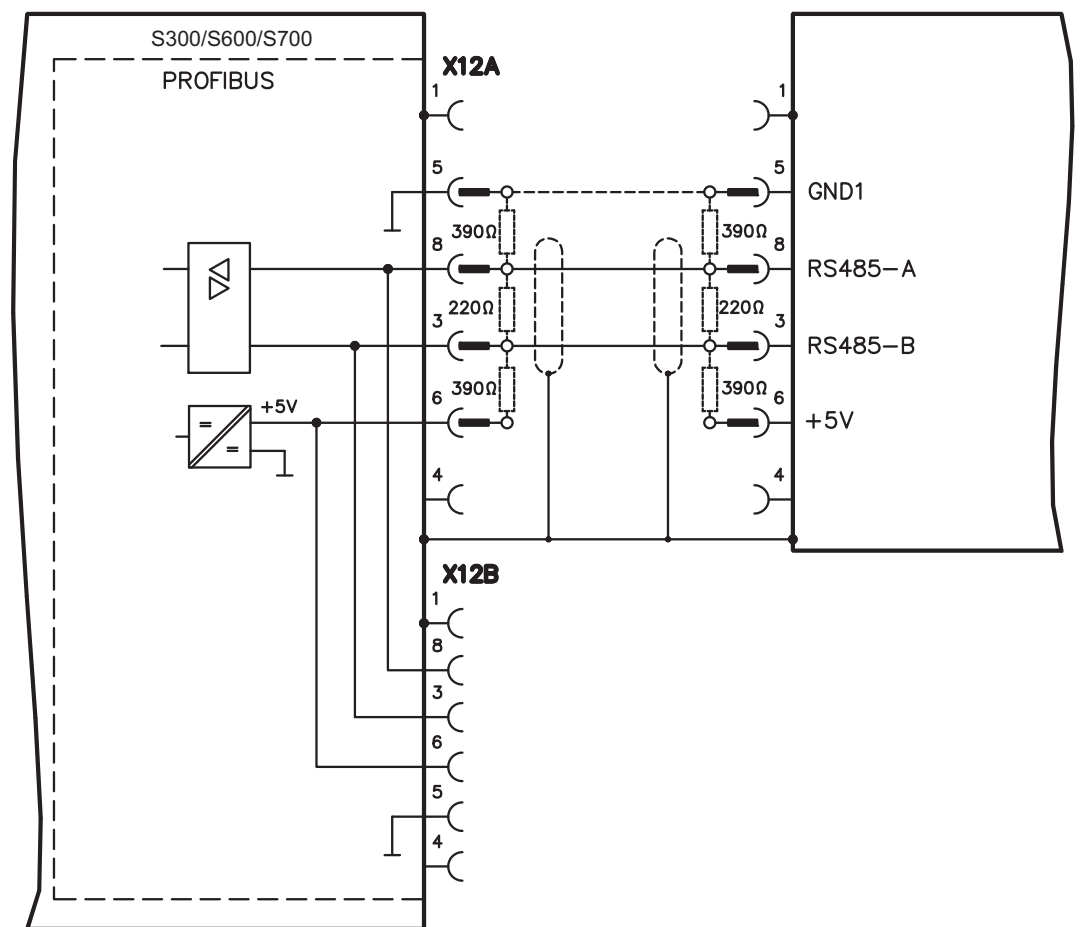 S300/S600/S700
PROFIBUS
X12A
1
1
5
5
GND1
390Ω
390Ω
8
8
RS485-A
220Ω
220Ω
3
3
RS485-B
+5V
390Ω
390Ω
6
6
+5V
=
=
4
4
X12B
1
8
3
6
5
4